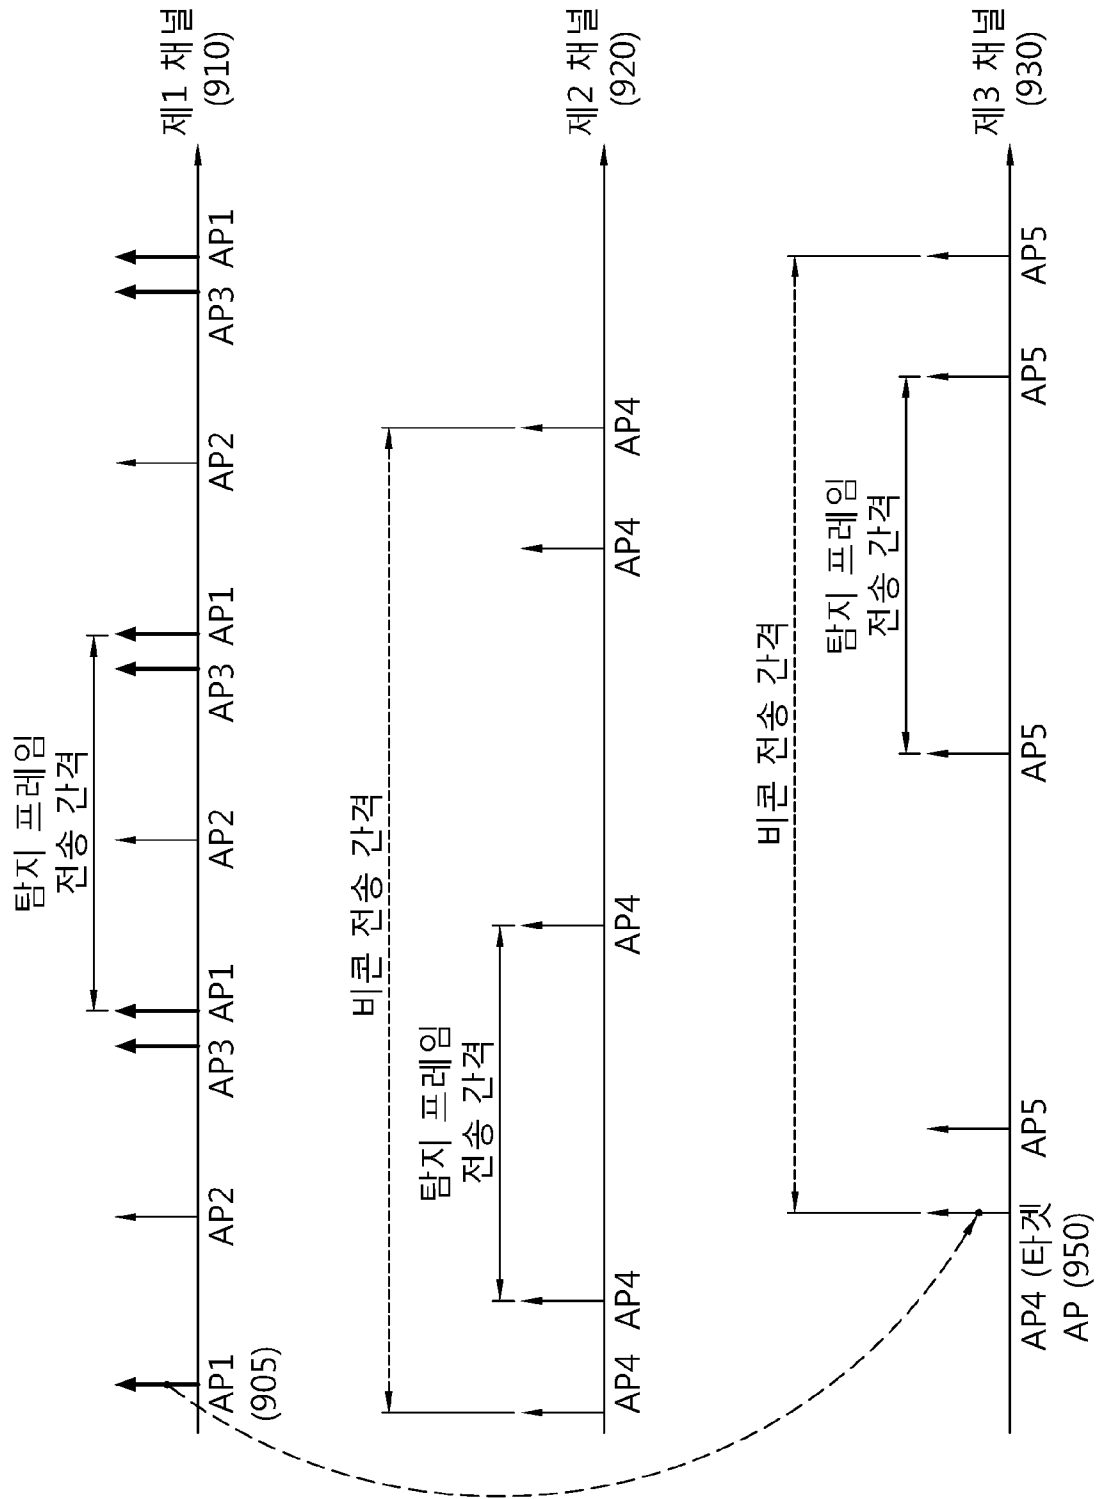 탐지 프레임
전송 간격
제1 채널
(910)
AP1
(905)
AP2
AP3
AP1
AP2
AP3
AP1
AP2
AP3
AP1
비콘 전송 간격
탐지 프레임
전송 간격
제2 채널
(920)
AP4
AP4
AP4
AP4
AP4
비콘 전송 간격
탐지 프레임
전송 간격
제3 채널
(930)
AP4 (타겟
AP (950)
AP5
AP5
AP5
AP5